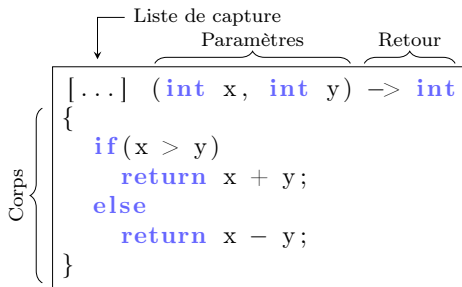 Liste de capture
Paramètres Retour
[...] (int x, int y) -> int
{
if(x > y)
return x + y;
else
return x - y;
}
Corps